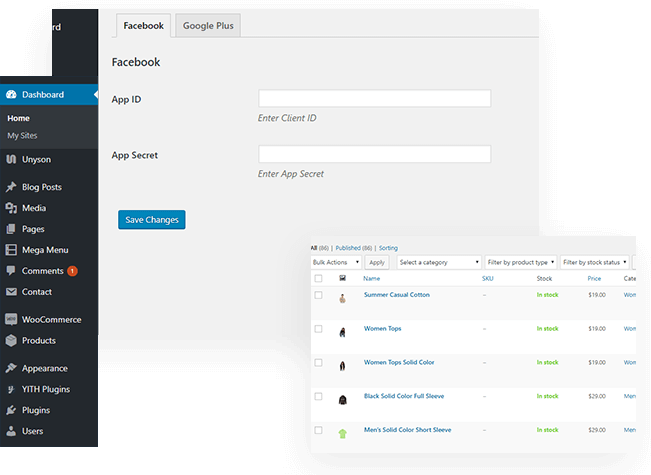 rd
Facebook Google Plus
Facebook
App ID
Enter Client ID
App Secret
Enter App Secret
Save Changes
Dashboard
Home
My Sites
Unyson
Blog Posts
Media
Pages
Mega Menu
Comments 1
Contact
WooCommerce
Products
Appearance
YITH Plugins
Plugins
Users
All (86) | Published (86) | Sorting
Bulk Actions Apply Select a category Filter by product type Filter by stock status
Name SKU Stock Price Cate
Summer Casual Cotton – In stock $19.00 Won
Women Tops – In stock $19.00 Won
Women Tops Solid Color – In stock $19.00 Won
Black Solid Color Full Sleeve – In stock $29.00 Men
Men's Solid Color Short Sleeve – In stock $29.00 Men